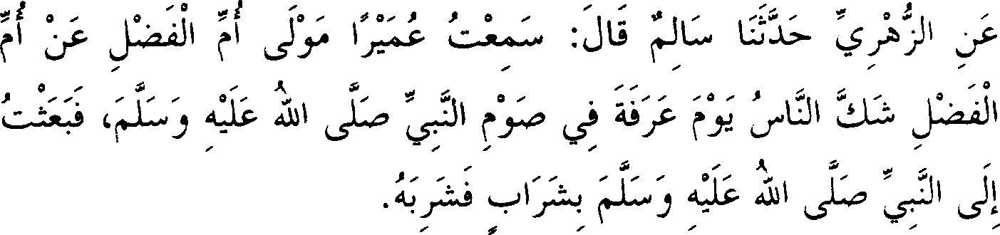 عَنِ الزُّهْرِيِّ حَدَّثَنَا سَالِمٌ قَالَ: سَمِعْتُ عُمَيْرًا مَوْلَى أُمِّ الْفَضْلِ عَنْ أُمِّ
الْفَضْلِ شَكَّ النَّاسُ يَوْمَ عَرَفَةَ فِي صَوْمِ النَّبِيِّ صَلَّى اللهُ عَلَيْهِ وَسَلَّمَ، فَبَعَثْتُ
إِلَى النَّبِيِّ صَلَّى اللهُ عَلَيْهِ وَسَلَّمَ بِشَرَابٍ فَشَرِبَهُ.